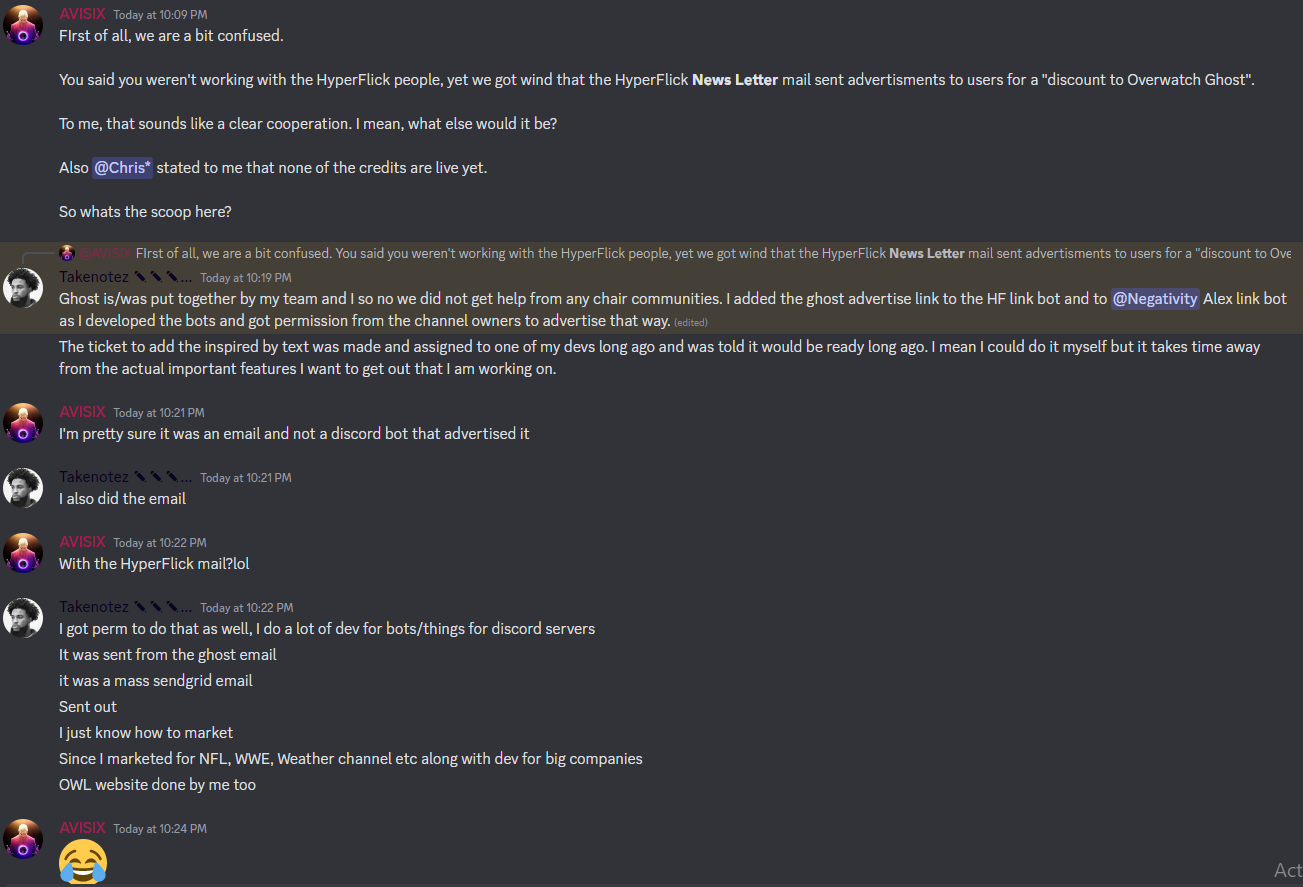 AVISIX Today at 10:09 PM
FIrst of all, we are a bit confused.
You said you weren't working with the HyperFlick people, yet we got wind that the HyperFlick News Letter mail sent advertisments to users for a "discount to Overwatch Ghost".
To me, that sounds like a clear cooperation. I mean, what else would it be?
Also @Chris* stated to me that none of the credits are live yet.
So whats the scoop here?
@AVISIX FIrst of all, we are a bit confused. You said you weren't working with the HyperFlick people, yet we got wind that the HyperFlick News Letter mail sent advertisments to users for a "discount to Ove
Takenotez ... Today at 10:19 PM
Ghost is/was put together by my team and I so no we did not get help from any chair communities. I added the ghost advertise link to the HF link bot and to @Negativity Alex link bot
as I developed the bots and got permission from the channel owners to advertise that way. (edited)
The ticket to add the inspired by text was made and assigned to one of my devs long ago and was told it would be ready long ago. I mean I could do it myself but it takes time away
from the actual important features I want to get out that I am working on.
AVISIX Today at 10:21 PM
I'm pretty sure it was an email and not a discord bot that advertised it
Takenotez ... Today at 10:21 PM
I also did the email
AVISIX Today at 10:22 PM
With the HyperFlick mail?lol
Takenotez ... Today at 10:22 PM
I got perm to do that as well, I do a lot of dev for bots/things for discord servers
It was sent from the ghost email
it was a mass sendgrid email
Sent out
I just know how to market
Since I marketed for NFL, WWE, Weather channel etc along with dev for big companies
OWL website done by me too
AVISIX Today at 10:24 PM
Act